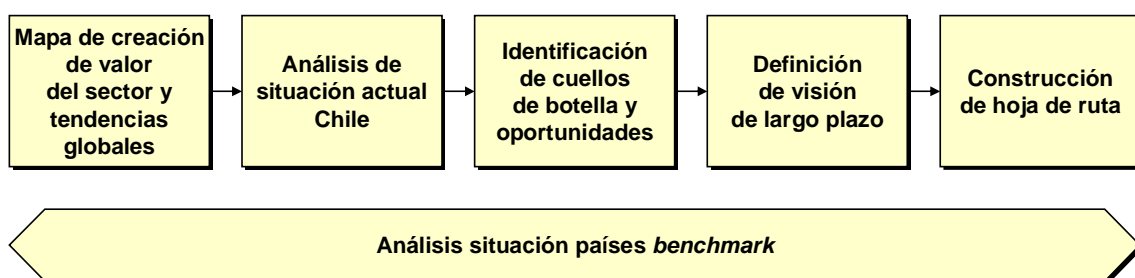 Mapa de creación
de valor
del sector y
tendencias
globales
Análisis de
situación actual
Chile
Identificación
de cuellos
de botella y
oportunidades
Definición
de visión
de largo plazo
Construcción
de hoja de ruta
Análisis situación países benchmark